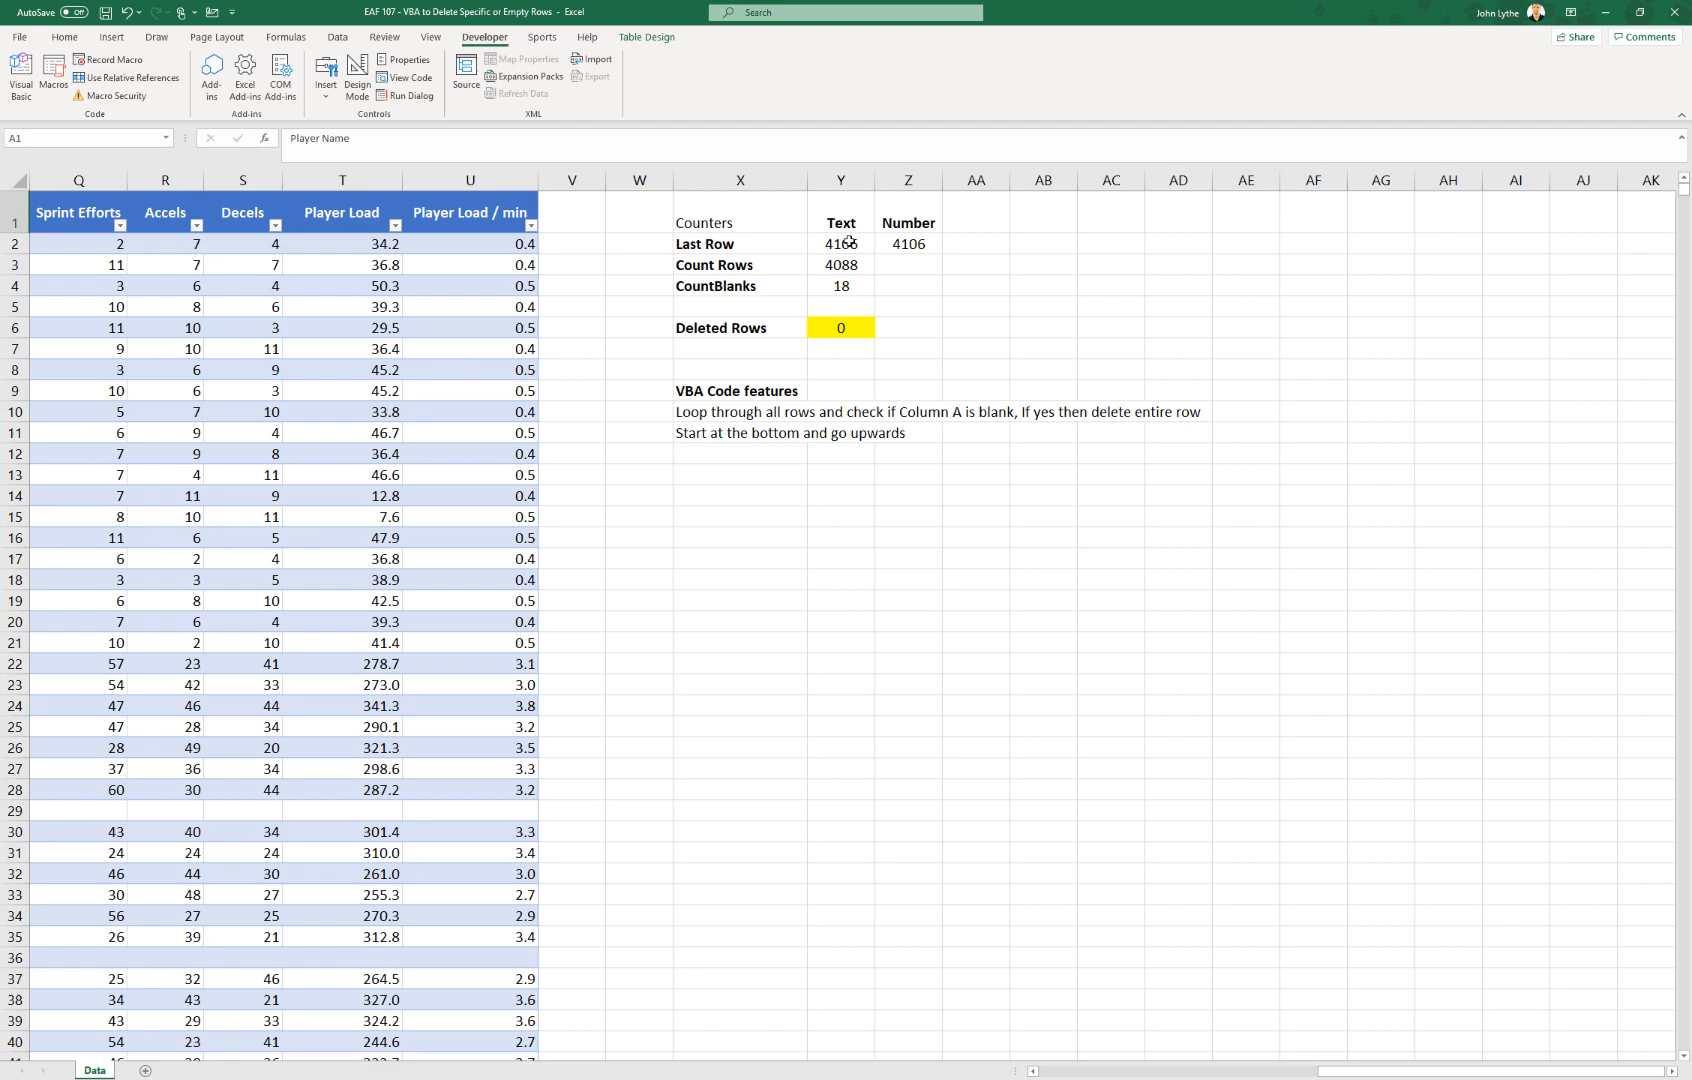 AutoSave Off EAF 107 - VBA to Delete Specific or Empty Rows - Excel Search John Lythe
File Home Insert Draw Page Layout Formulas Data Review View Developer Sports Help Table Design Share Comments
Visual Basic Macros Record Macro Use Relative References Macro Security Code
Add-ins Excel Add-ins COM Add-ins Add-ins
Insert Design Mode Properties View Code Run Dialog Controls
Source Map Properties Expansion Packs Refresh Data Import Export XML
A1 fx Player Name
Q R S T U V W X Y Z AA AB AC AD AE AF AG AH AI AJ AK
1 Sprint Efforts Accels Decels Player Load Player Load / min Counters Text Number
2 2 7 4 34.2 0.4 Last Row 4106
3 11 7 7 36.8 0.4 Count Rows 4088
4 3 6 4 50.3 0.5 CountBlanks 18
5 10 8 6 39.3 0.4
6 11 10 3 29.5 0.5 Deleted Rows 0
7 9 10 11 36.4 0.4
8 3 6 9 45.2 0.5
9 10 6 3 45.2 0.5 VBA Code features
10 5 7 10 33.8 0.4 Loop through all rows and check if Column A is blank, If yes then delete entire row
11 6 9 4 46.7 0.5 Start at the bottom and go upwards
12 7 9 8 36.4 0.4
13 7 4 11 46.6 0.5
14 7 11 9 12.8 0.4
15 8 10 11 7.6 0.5
16 11 6 5 47.9 0.5
17 6 2 4 36.8 0.4
18 3 3 5 38.9 0.4
19 6 8 10 42.5 0.5
20 7 6 4 39.3 0.4
21 10 2 10 41.4 0.5
22 57 23 41 278.7 3.1
23 54 42 33 273.0 3.0
24 47 46 44 341.3 3.8
25 47 28 34 290.1 3.2
26 28 49 20 321.3 3.5
27 37 36 34 298.6 3.3
28 60 30 44 287.2 3.2
29
30 43 40 34 301.4 3.3
31 24 24 24 310.0 3.4
32 46 44 30 261.0 3.0
33 30 48 27 255.3 2.7
34 56 27 25 270.3 2.9
35 26 39 21 312.8 3.4
36
37 25 32 46 264.5 2.9
38 34 43 21 327.0 3.6
39 43 29 33 324.2 3.6
40 54 23 41 244.6 2.7
Data